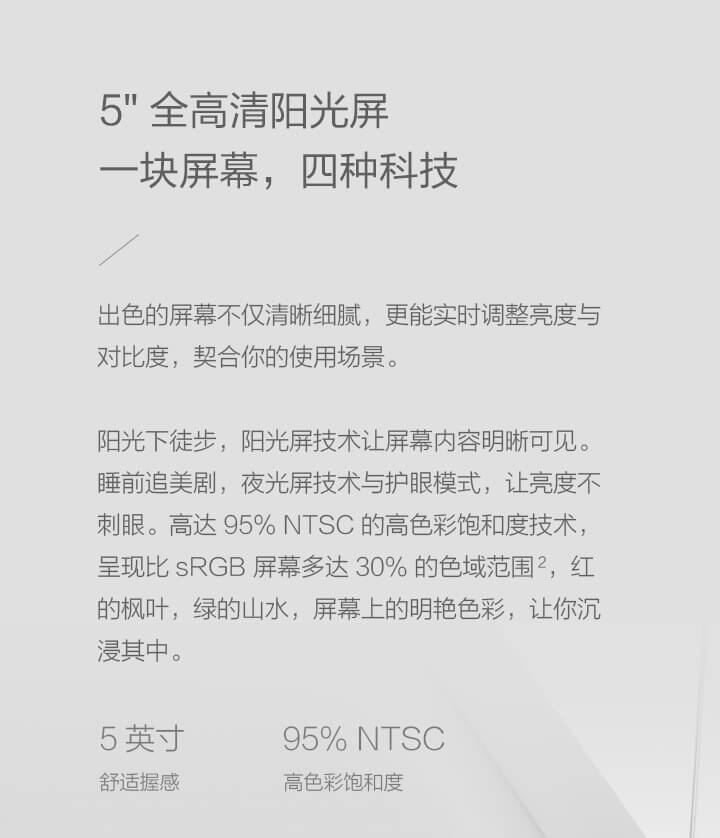 5" 全高清阳光屏
一块屏幕，四种科技
出色的屏幕不仅清晰细腻，更能实时调整亮度与
对比度，契合你的使用场景。
阳光下徒步，阳光屏技术让屏幕内容明晰可见。
睡前追美剧，夜光屏技术与护眼模式，让亮度不
刺眼。高达 95% NTSC 的高色彩饱和度技术，
呈现比 sRGB 屏幕多达 30% 的色域范围²，红
的枫叶，绿的山水，屏幕上的明艳色彩，让你沉
浸其中。
5 英寸 95% NTSC
舒适握感 高色彩饱和度